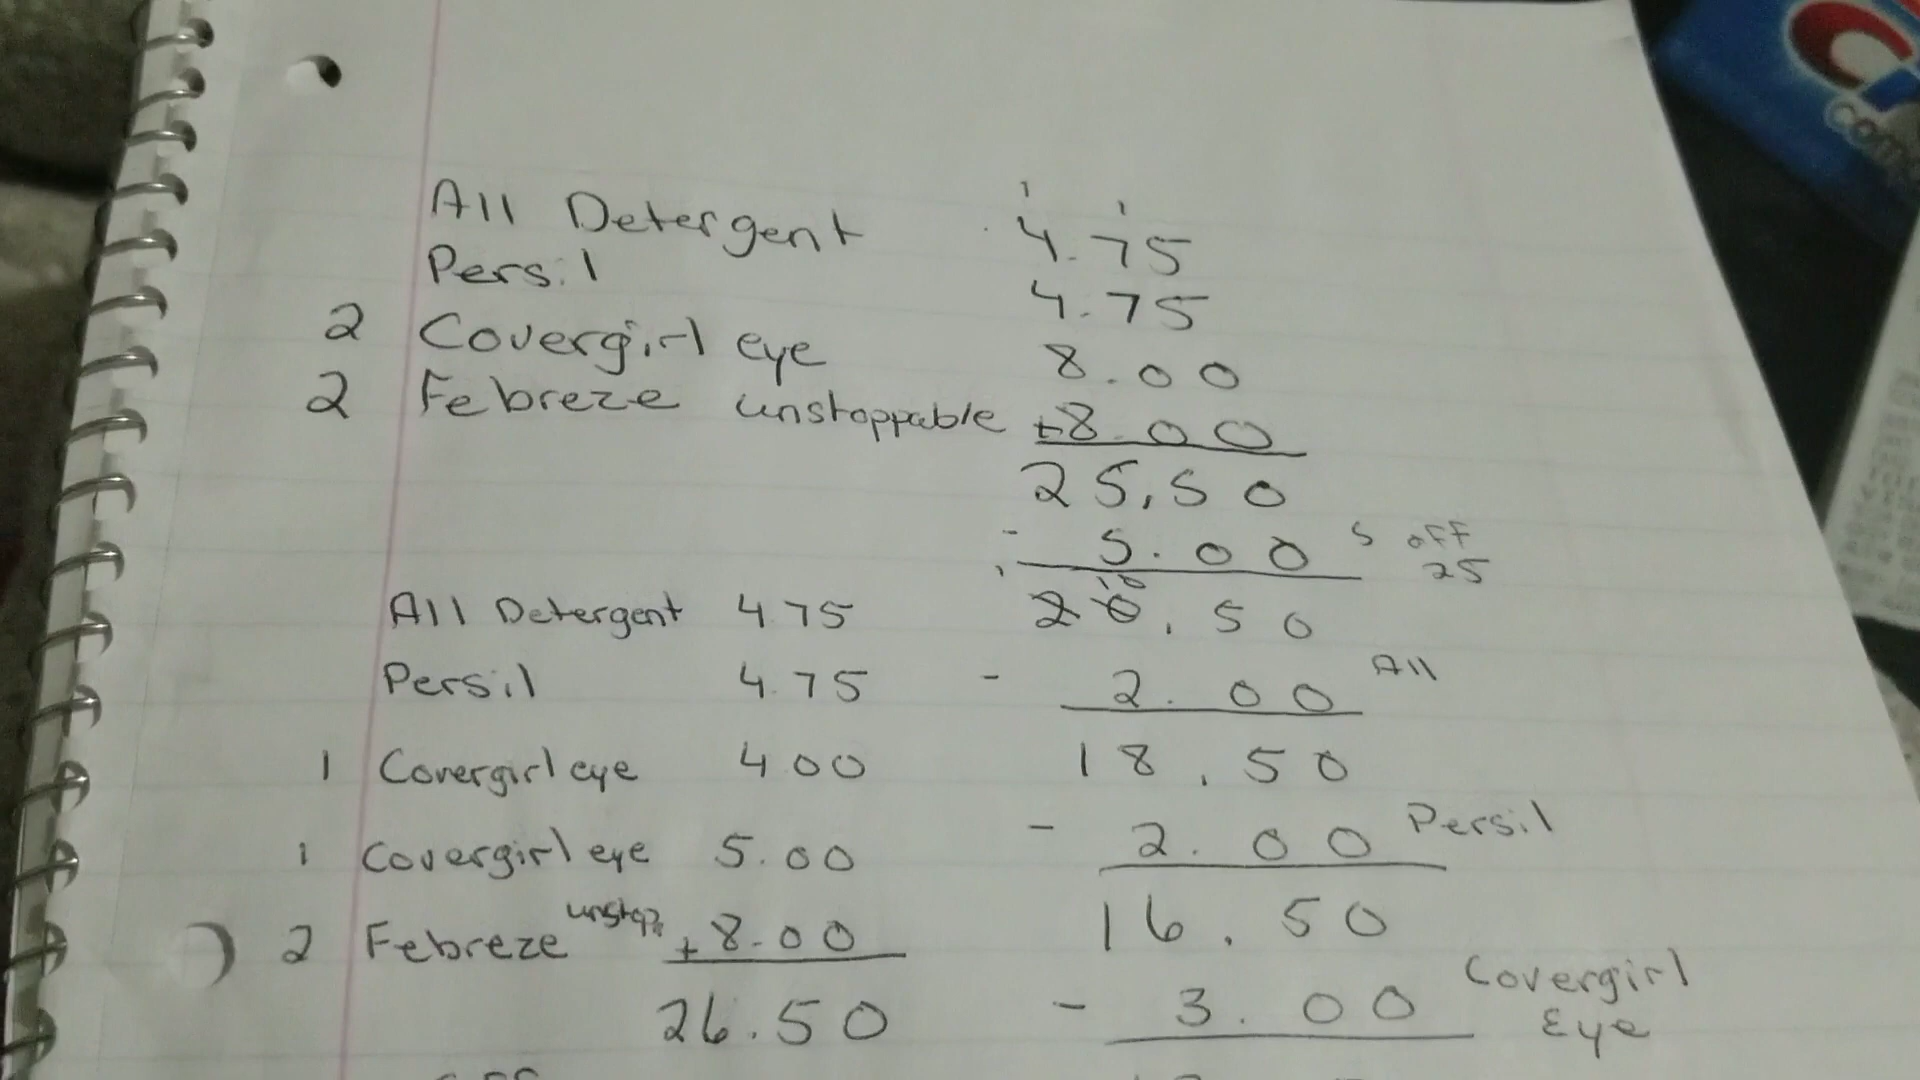 All Detergent 4.75
Persil 4.75
2 Covergirl eye 8.00
2 Febreze unstoppable +8.00
25.50
- 5.00 5 off 25
20.50
- 2.00 All
18.50
- 2.00 Persil
16.50
- 3.00 Covergirl Eye
All Detergent 4.75
Persil 4.75
1 Covergirl eye 4.00
1 Covergirl eye 5.00
2 Febreze +8.00
26.50